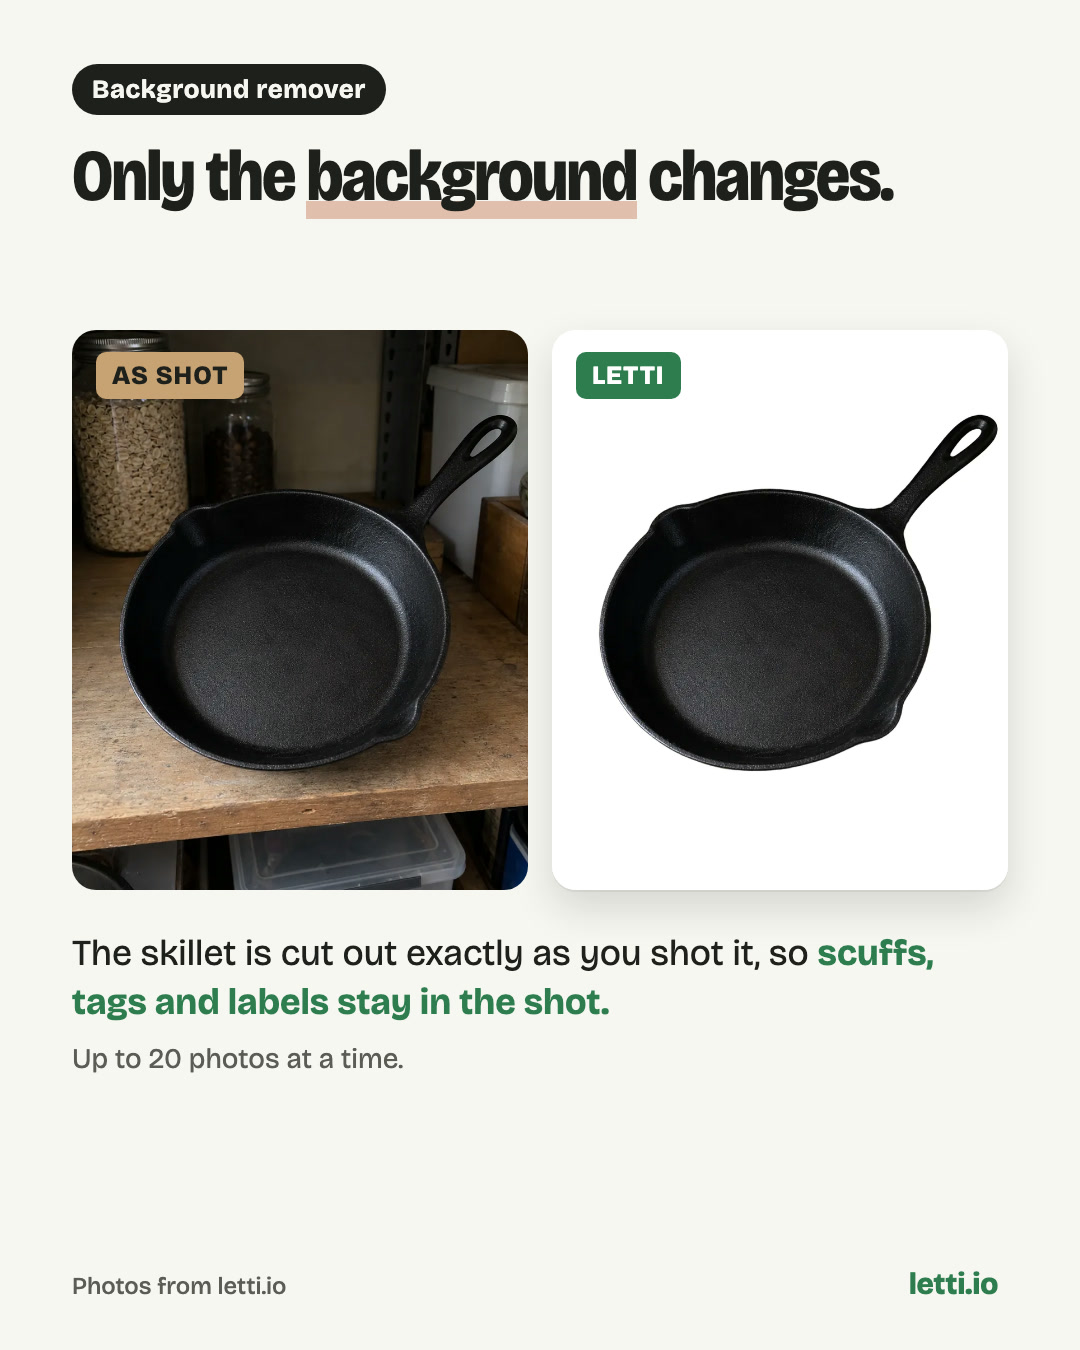 Background remover
Only the background changes.
AS SHOT
LETTI
The skillet is cut out exactly as you shot it, so scuffs,
tags and labels stay in the shot.
Up to 20 photos at a time.
Photos from letti.io
letti.io